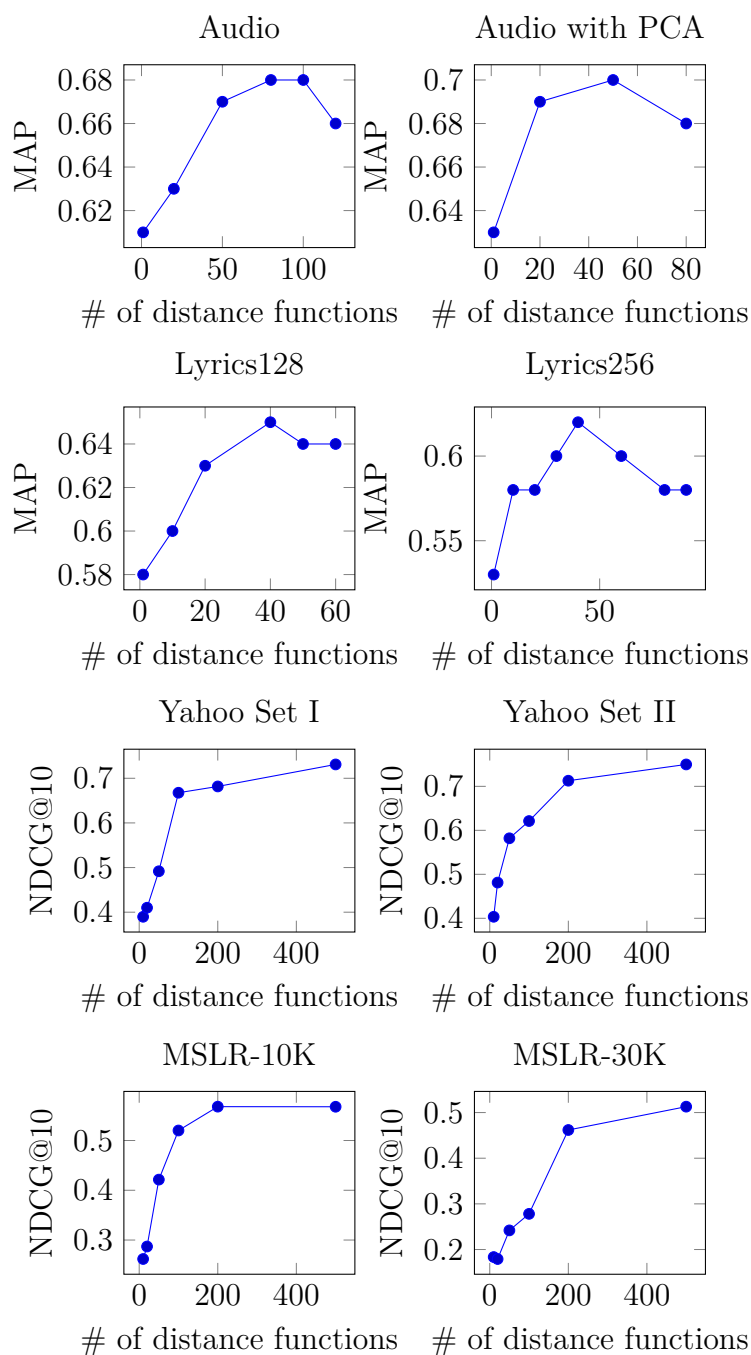 Audio
Audio with PCA
MAP
0.68
0.66
0.64
0.62
0 50 100
# of distance functions
MAP
0.7
0.68
0.66
0.64
0 20 40 60 80
# of distance functions
Lyrics128
Lyrics256
MAP
0.64
0.62
0.6
0.58
0 20 40 60
# of distance functions
MAP
0.6
0.55
0 50
# of distance functions
Yahoo Set I
Yahoo Set II
NDCG@10
0.7
0.6
0.5
0.4
0 200 400
# of distance functions
NDCG@10
0.7
0.6
0.5
0.4
0 200 400
# of distance functions
MSLR-10K
MSLR-30K
NDCG@10
0.5
0.4
0.3
0 200 400
# of distance functions
NDCG@10
0.5
0.4
0.3
0.2
0 200 400
# of distance functions